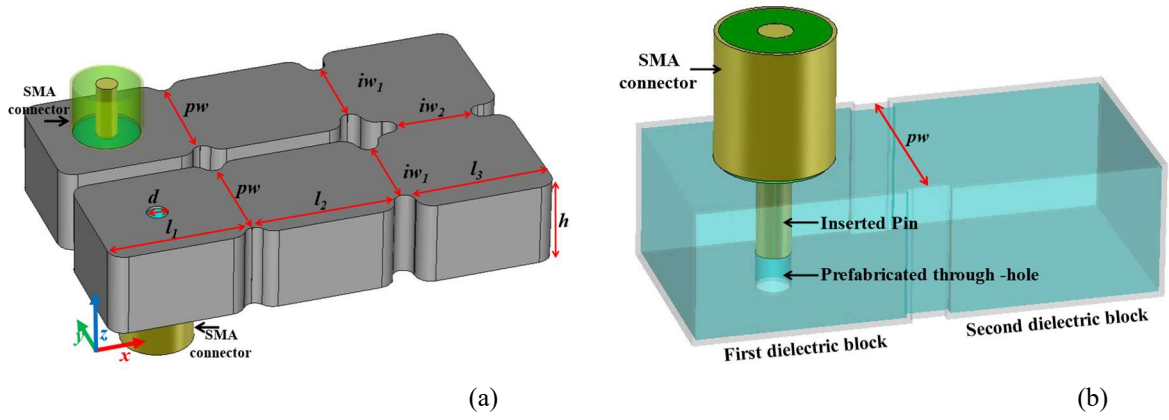 SMA
connector
pw
iw1
iw2
pw
iw1
d
l1
l2
l3
h
y
z
x
SMA
connector
(a)
SMA
connector
pw
Inserted Pin
Prefabricated through -hole
First dielectric block
Second dielectric block
(b)